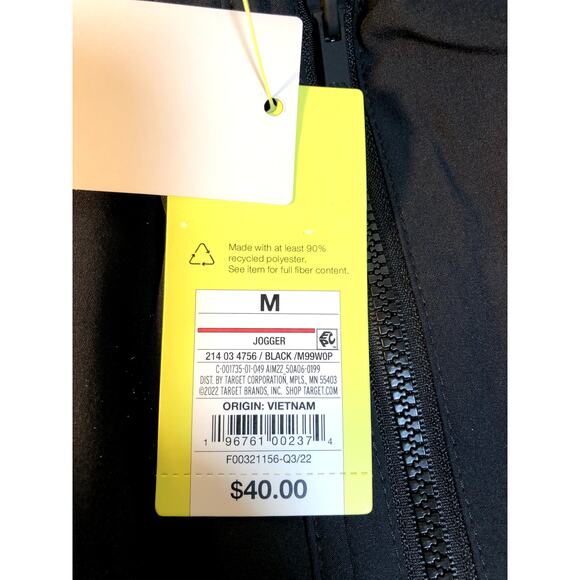 Made with at least 90%
recycled polyester.
See item for full fiber content.
M
JOGGER
214 03 4756 / BLACK /M99W0P
C-001735-01-049 AIM22_50A06-0199
DIST. BY TARGET CORPORATION, MPLS., MN 55403
©2022 TARGET BRANDS, INC. SHOP TARGET.COM
ORIGIN: VIETNAM
1 96761 00237 4
F00321156-Q3/22
$40.00